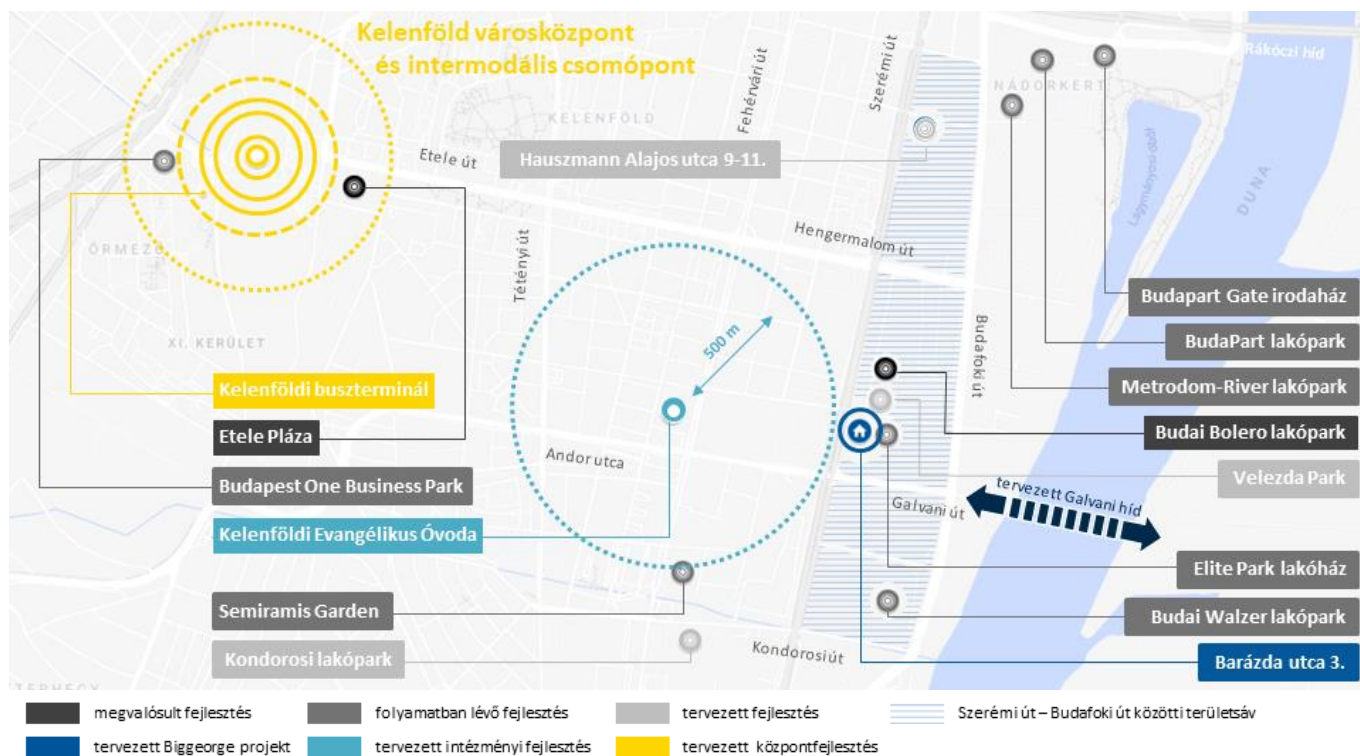 Kelenföld városközpont
és intermodális csomópont
KELENFÖLD
Fehérvári út
Szerémi út
NÁDORKERT
Rákóczi híd
Lágymányosi-öböl
DUNA
Etele út
Hauszmann Alajos utca 9-11.
Hengermalom út
ŐRMEZŐ
Tétényi út
XI. KERÜLET
500 m
Budafoki út
Budapart Gate irodaház
BudaPart lakópark
Metrodom-River lakópark
Kelenföldi buszterminál
Etele Pláza
Budai Bolero lakópark
Andor utca
Velezda Park
Budapest One Business Park
tervezett Galvani híd
Galvani út
Kelenföldi Evangélikus Óvoda
Elite Park lakóház
Semiramis Garden
Budai Walzer lakópark
Kondorosi lakópark
Kondorosi út
Barázda utca 3.
megvalósult fejlesztés
folyamatban lévő fejlesztés
tervezett fejlesztés
Szerémi út – Budafoki út közötti területsáv
tervezett Biggeorge projekt
tervezett intézményi fejlesztés
tervezett központfejlesztés